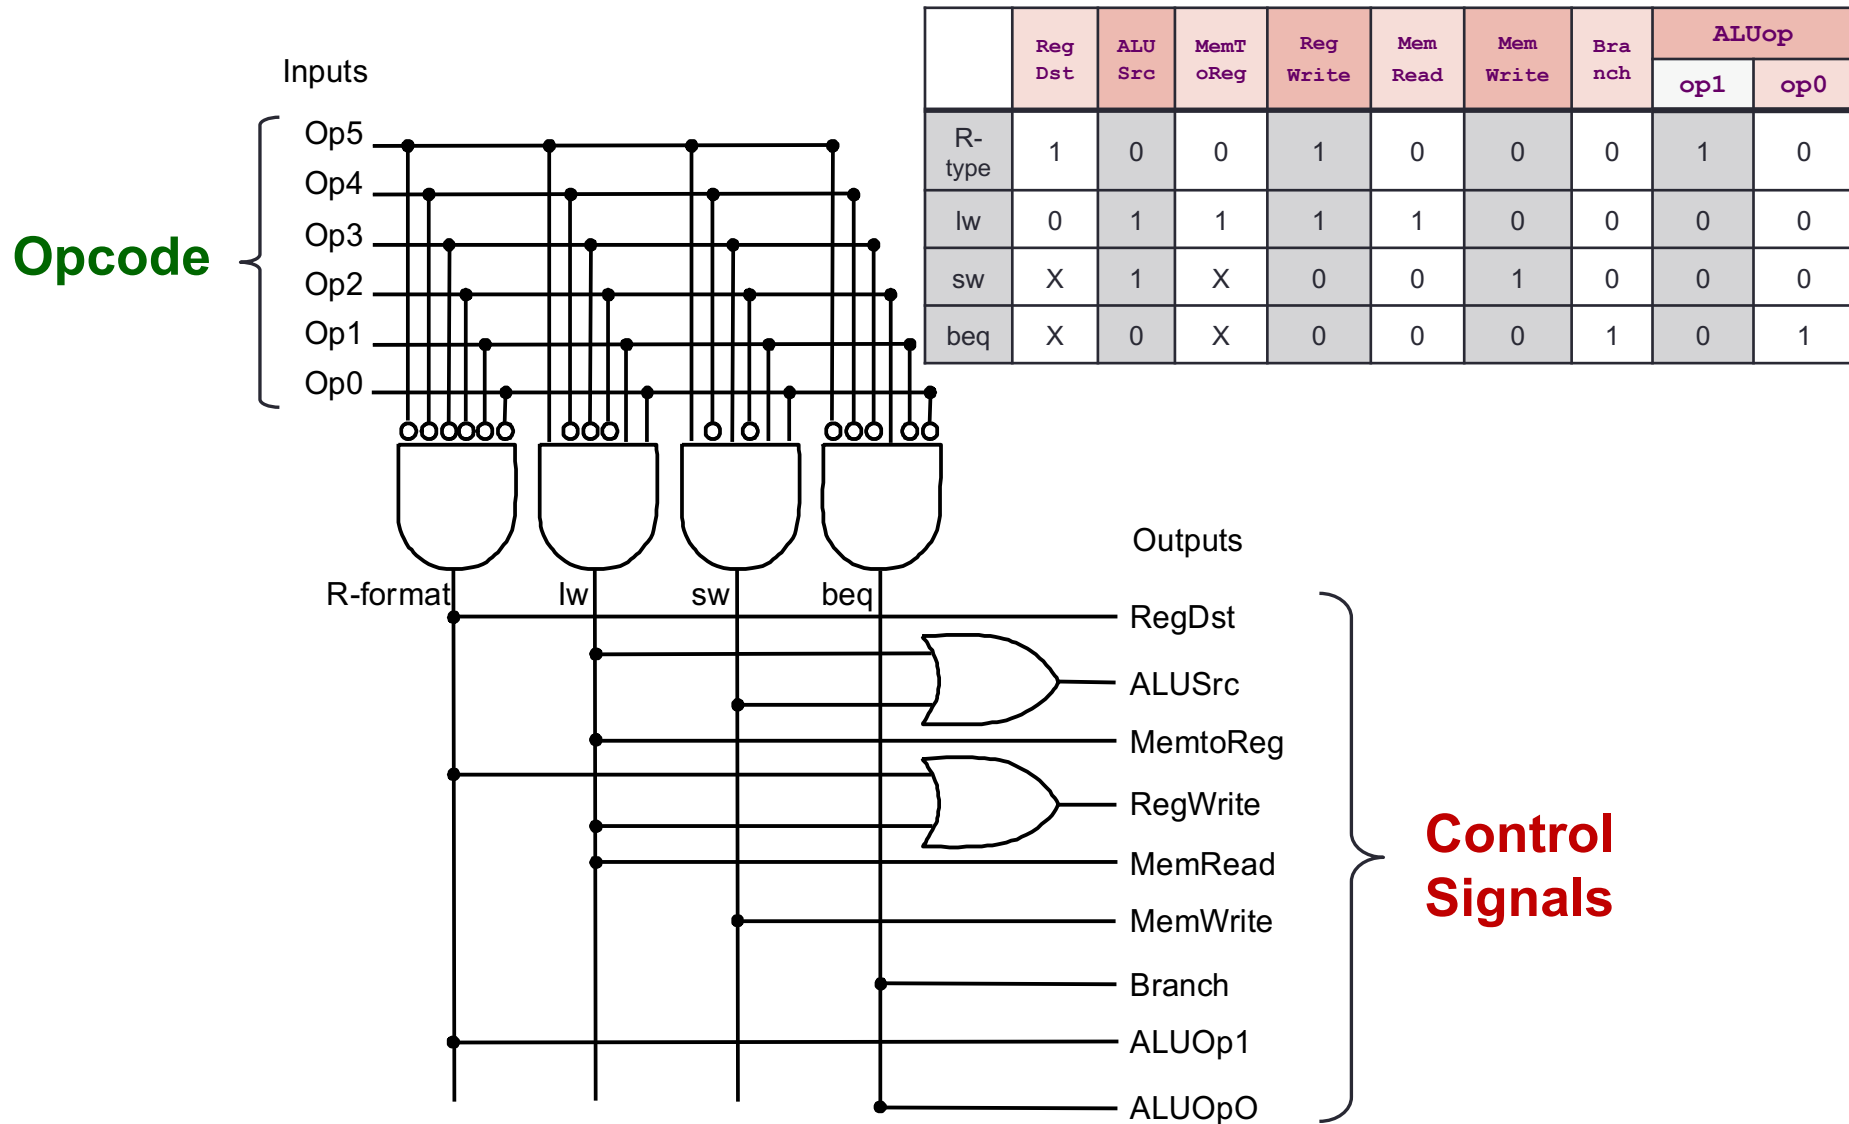 Reg ALU MemT Reg Mem Mem Bra ALUop
Dst Src oReg Write Read Write nch op1 op0
R-type 1 0 0 1 0 0 0 1 0
lw 0 1 1 1 1 0 0 0 0
sw X 1 X 0 0 1 0 0 0
beq X 0 X 0 0 0 1 0 1
Inputs
Op5
Op4
Op3
Op2
Op1
Op0
Opcode
R-format lw sw beq
Outputs
RegDst
ALUSrc
MemtoReg
RegWrite
MemRead
MemWrite
Branch
ALUOp1
ALUOpO
Control
Signals